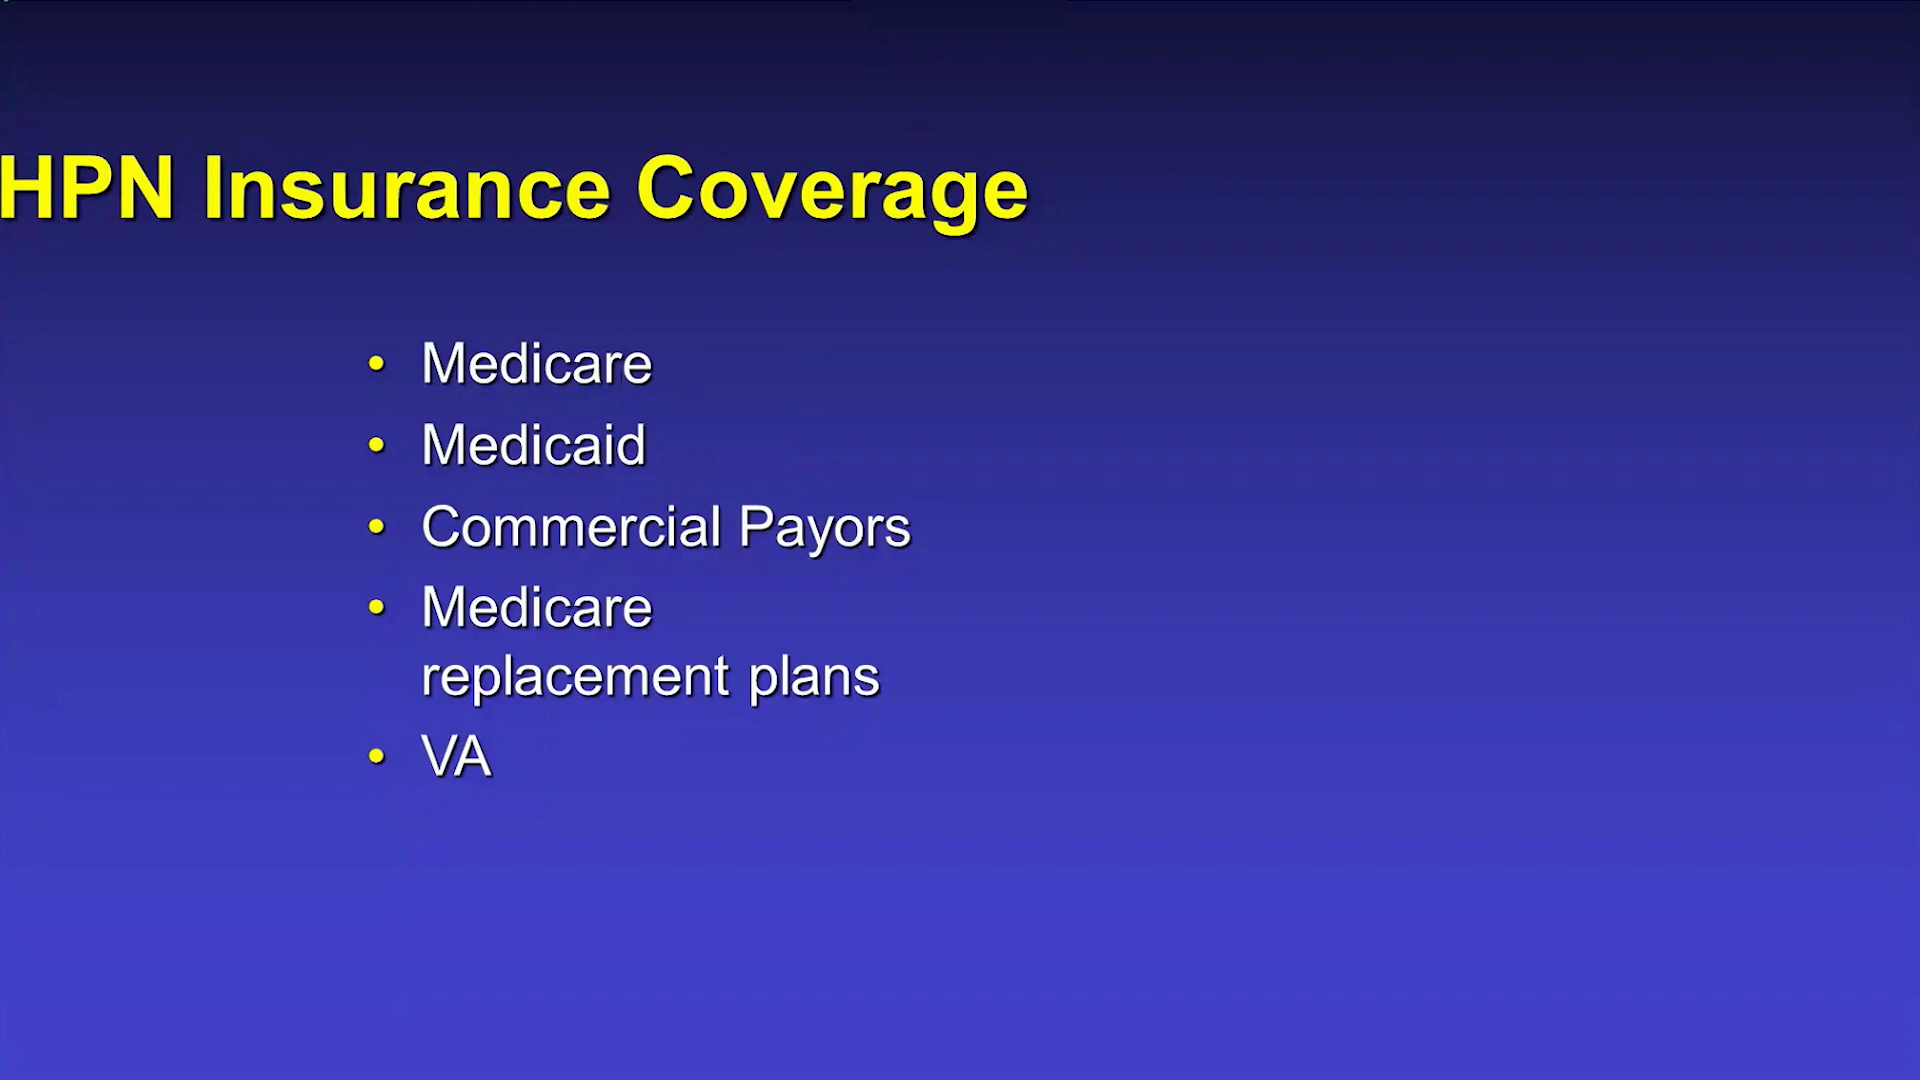 HPN Insurance Coverage
• Medicare
• Medicaid
• Commercial Payors
• Medicare
replacement plans
• VA